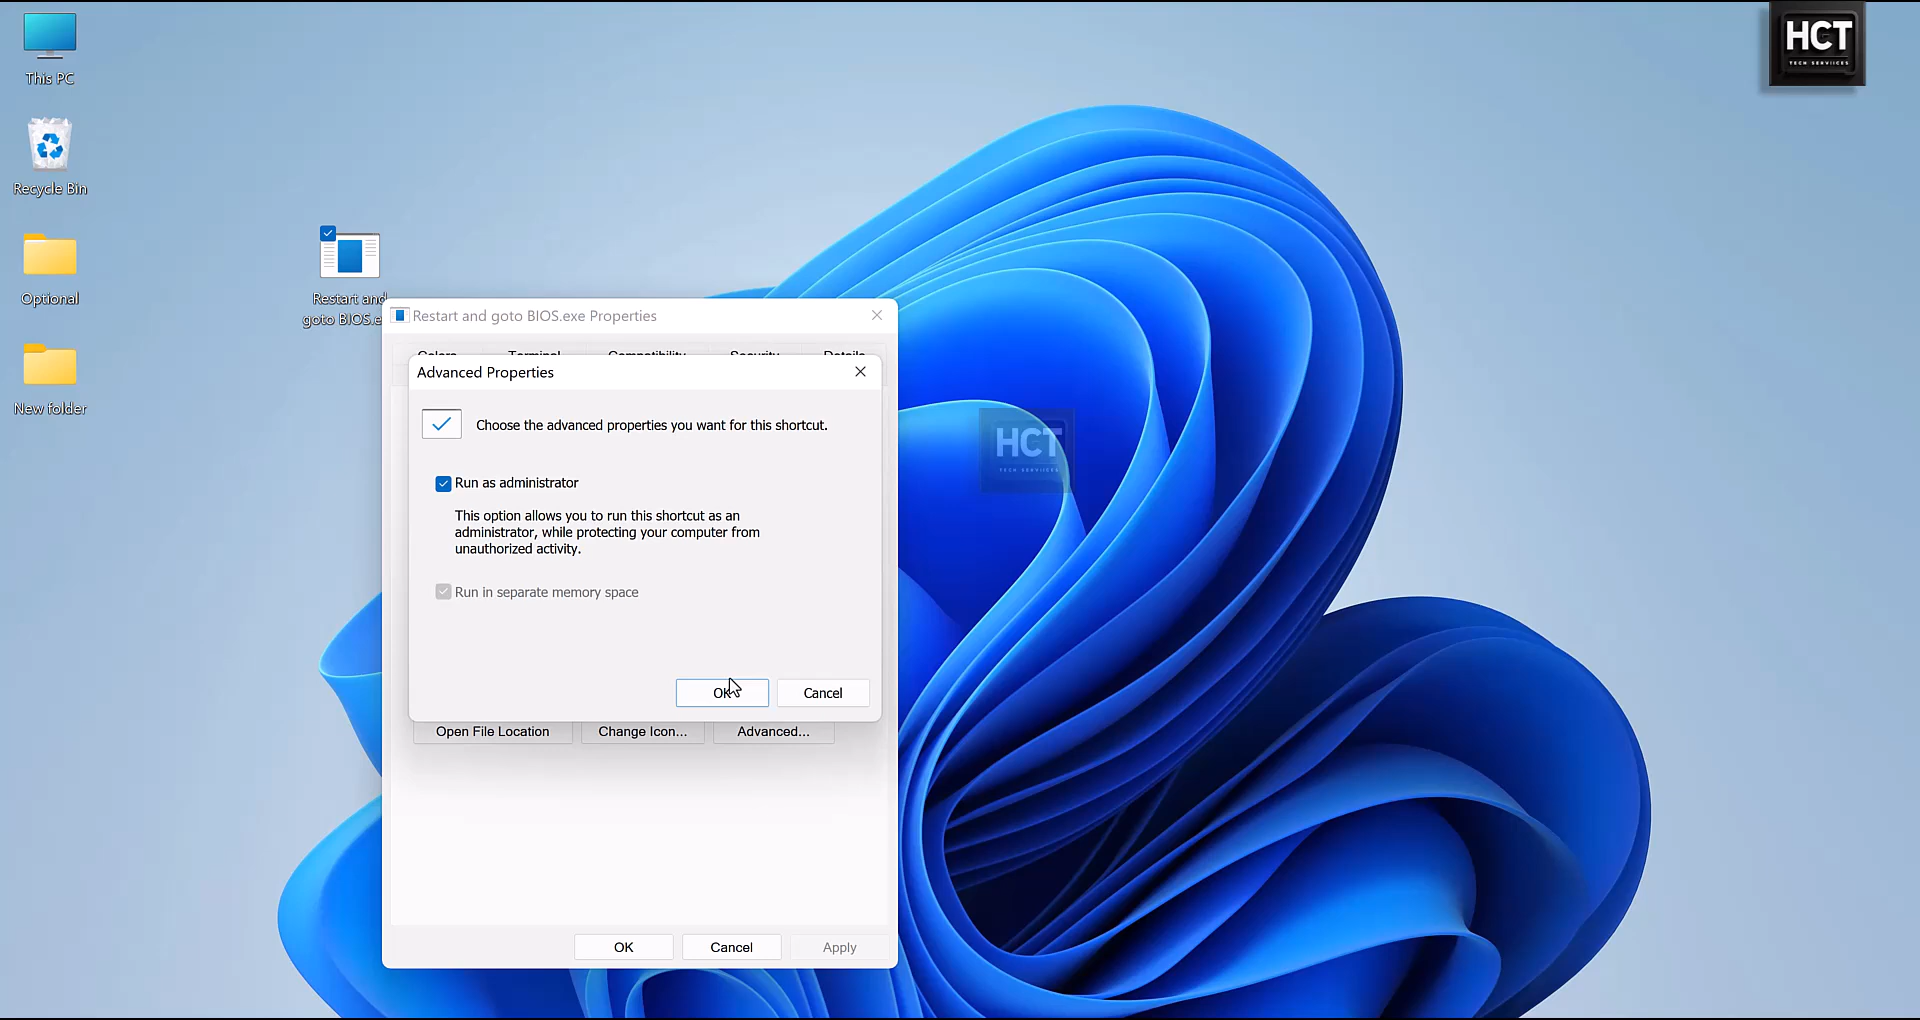 HCT
TECH SERVIICES
This PC
Recycle Bin
Optional
New folder
Restart and
goto BIOS.e
Restart and goto BIOS.exe Properties
Colors Terminal Compatibility Security Details
Advanced Properties
Choose the advanced properties you want for this shortcut.
Run as administrator
This option allows you to run this shortcut as an
administrator, while protecting your computer from
unauthorized activity.
Run in separate memory space
OK Cancel
Open File Location Change Icon... Advanced...
OK Cancel Apply
HCT
TECH SERVIICES